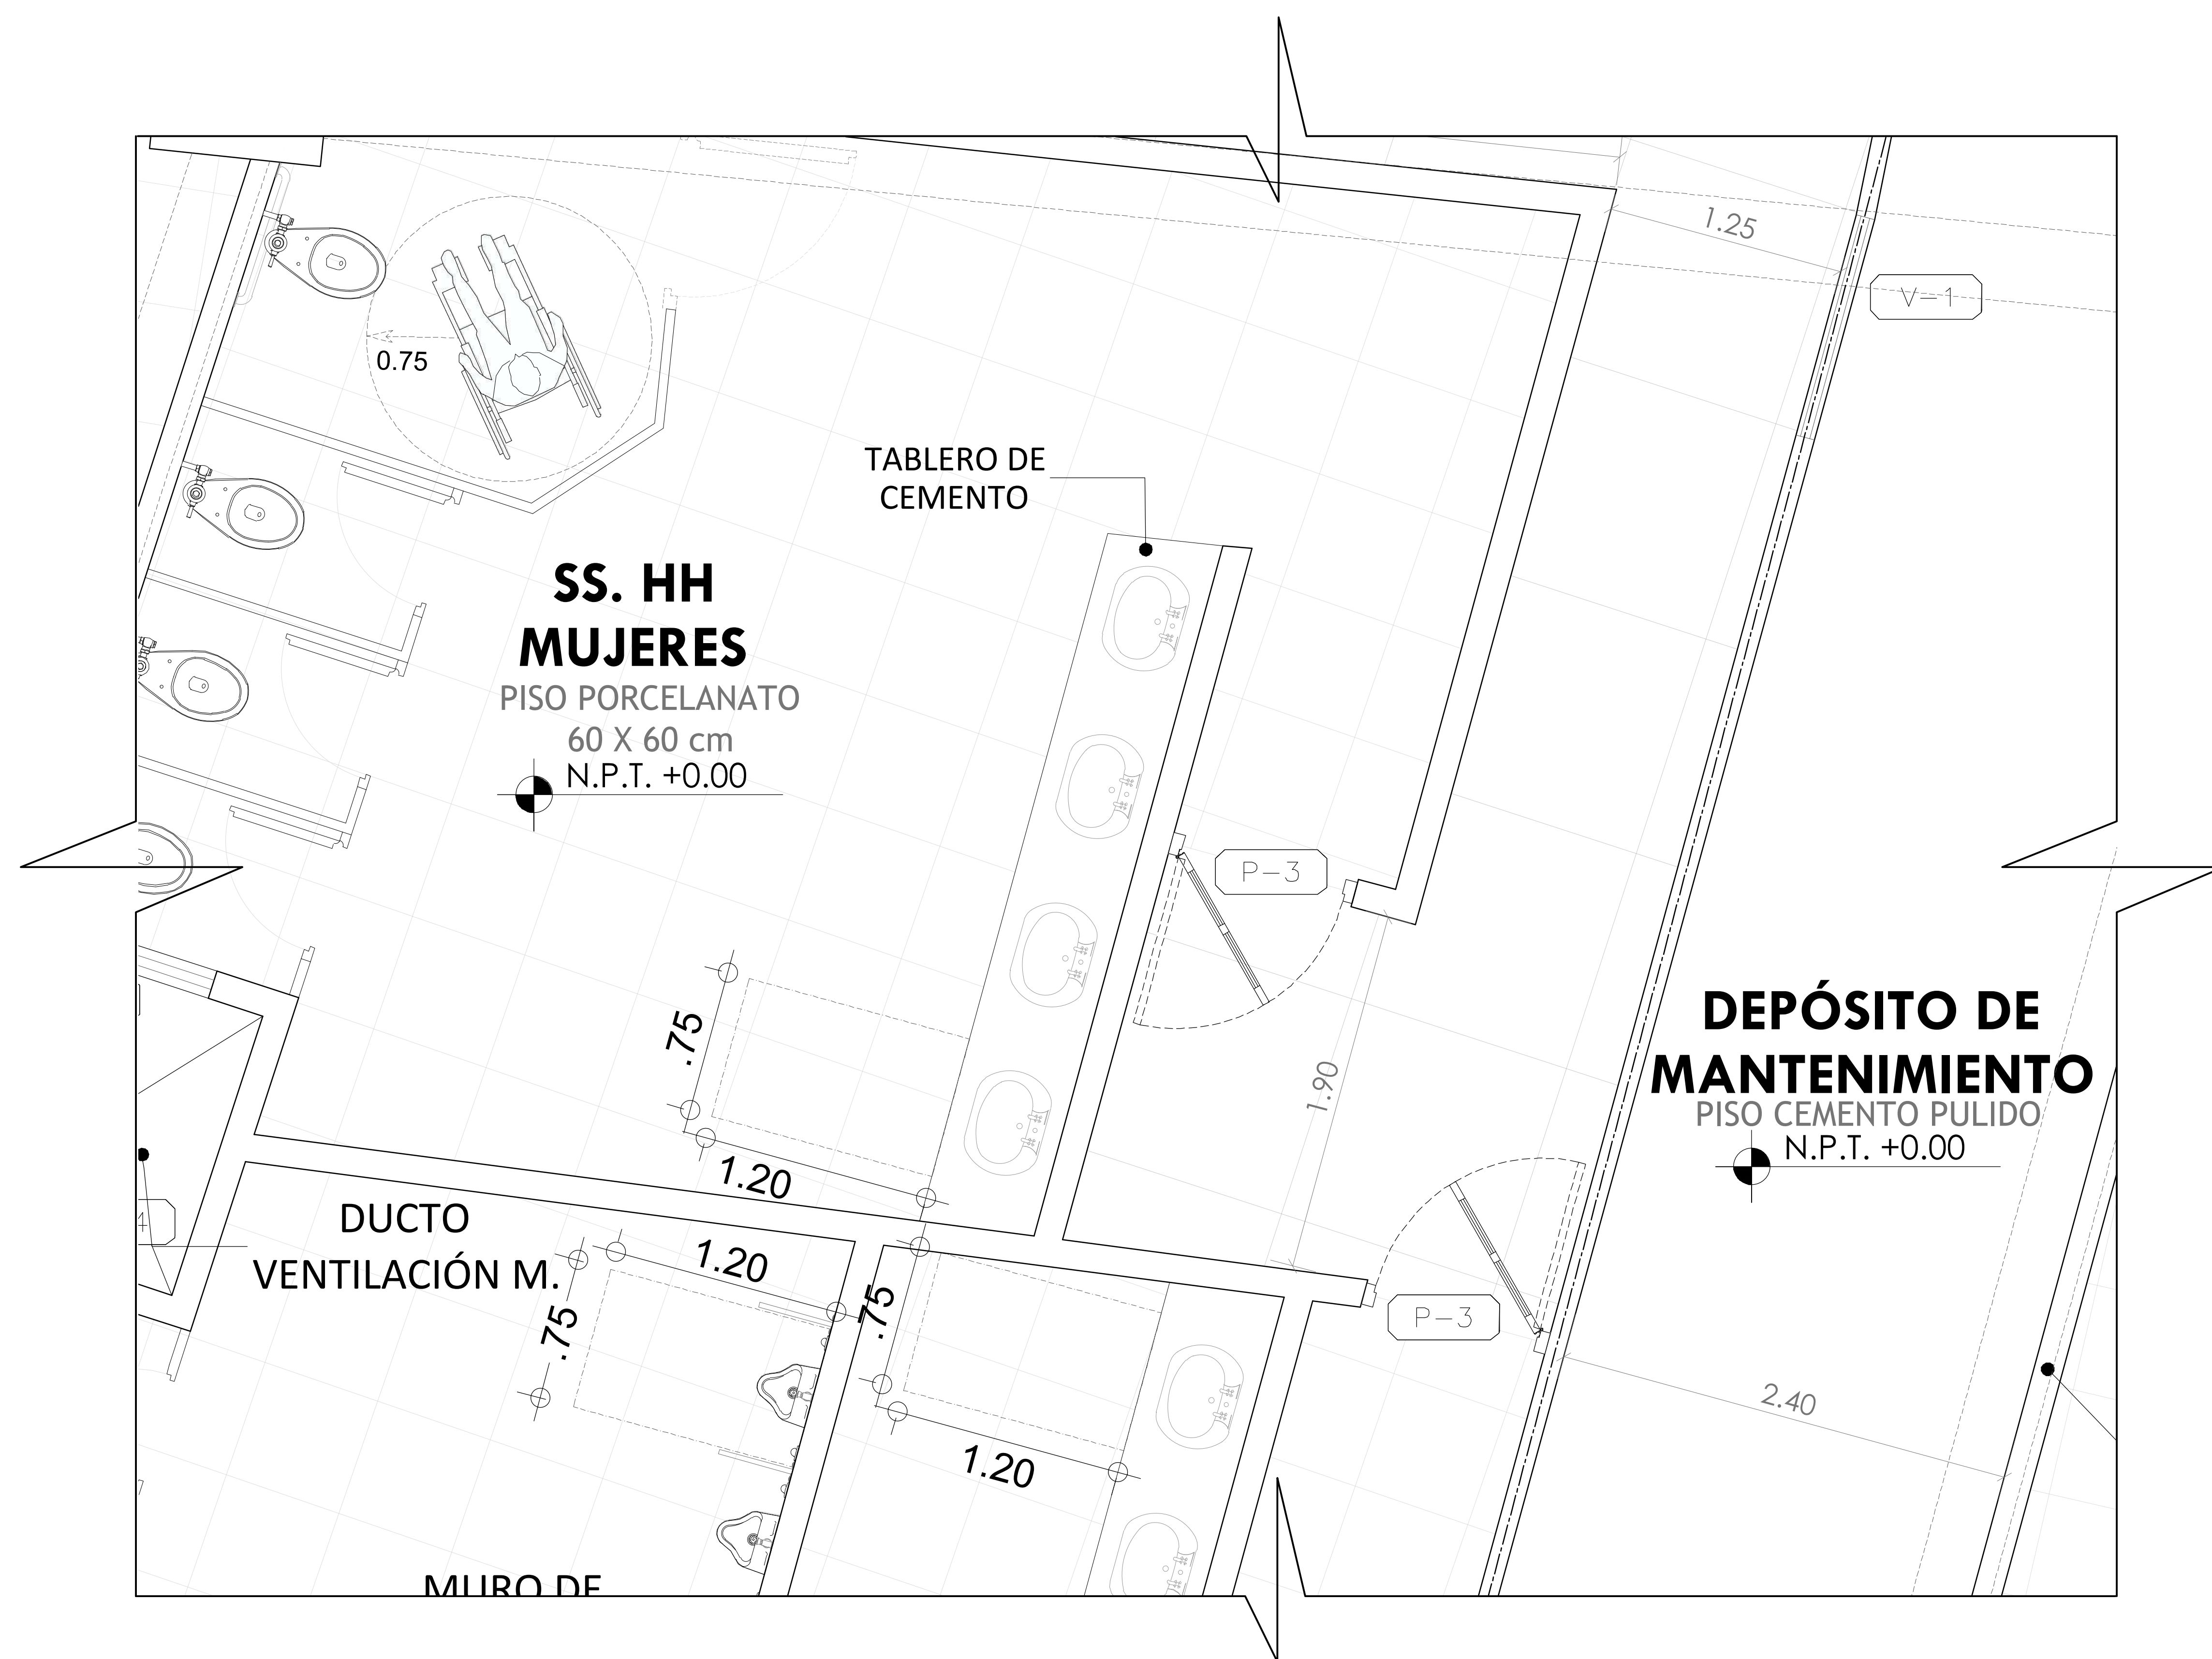 1.25
V-1
0.75
TABLERO DE
CEMENTO
SS. HH
MUJERES
PISO PORCELANATO
60 X 60 cm
N.P.T. +0.00
P-3
.75
1.20
1.90
DEPÓSITO DE
MANTENIMIENTO
PISO CEMENTO PULIDO
N.P.T. +0.00
DUCTO
VENTILACIÓN M.
1.20
.75
.75
1.20
P-3
2.40
MURO DE